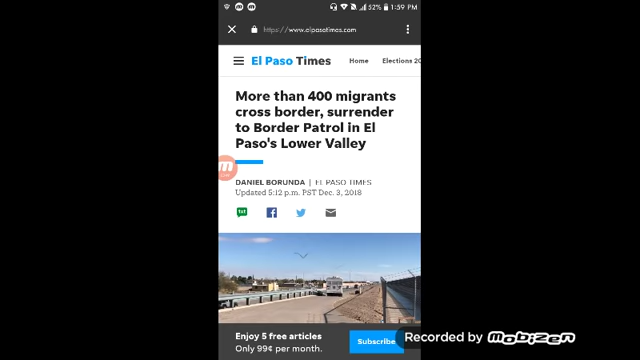 52% 1:59 PM
https://www.elpasotimes.com
El Paso Times Home Elections 20
More than 400 migrants
cross border, surrender
to Border Patrol in El
Paso's Lower Valley
DANIEL BORUNDA | EL PASO TIMES
Updated 5:12 p.m. PST Dec. 3, 2018
Enjoy 5 free articles
Only 99¢ per month.
Subscribe
Recorded by Mobizen